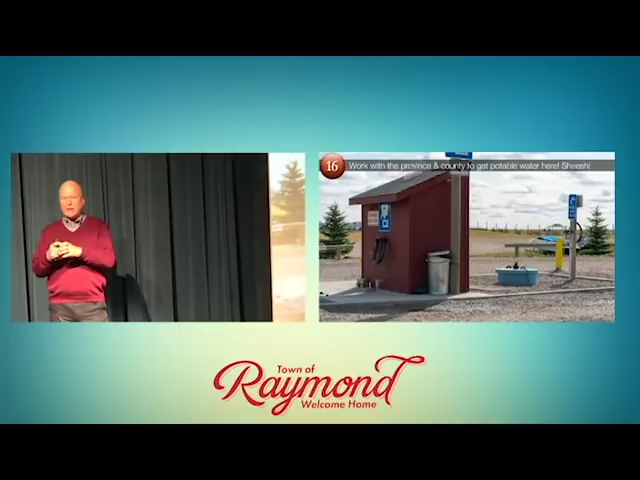 16 Work with the province & county to get potable water here! Sheesh!
Town of
Raymond
Welcome Home